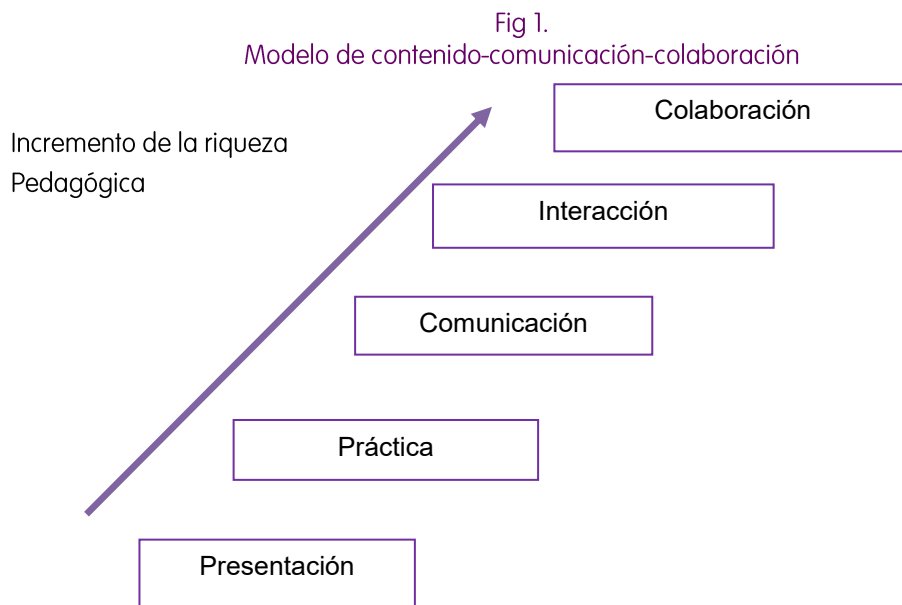 Fig 1.
Modelo de contenido-comunicación-colaboración
Colaboración
Incremento de la riqueza
Pedagógica
Interacción
Comunicación
Práctica
Presentación